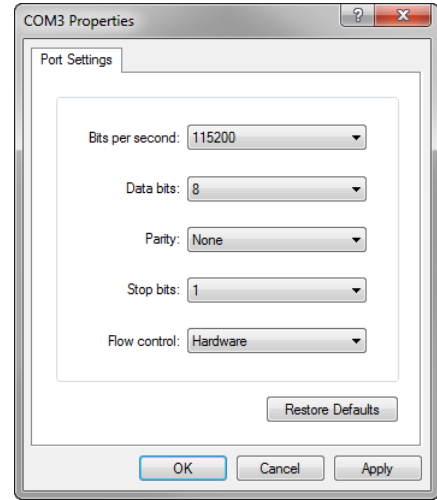 COM3 Properties
Port Settings
Bits per second: 115200
Data bits: 8
Parity: None
Stop bits: 1
Flow control: Hardware
Restore Defaults
OK Cancel Apply